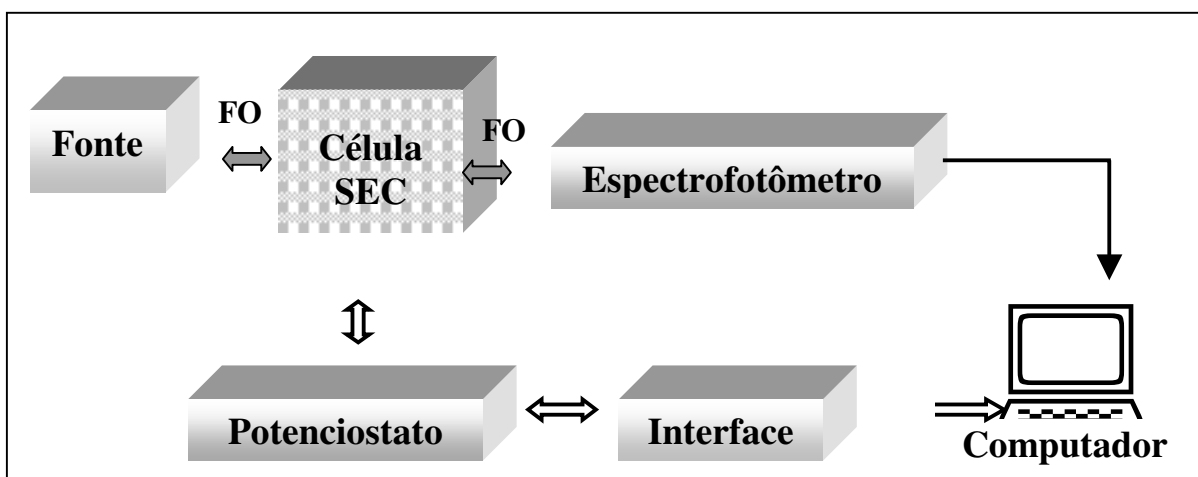 Fonte
FO
Célula
SEC
FO
Espectrofotômetro
Potenciostato
Interface
Computador